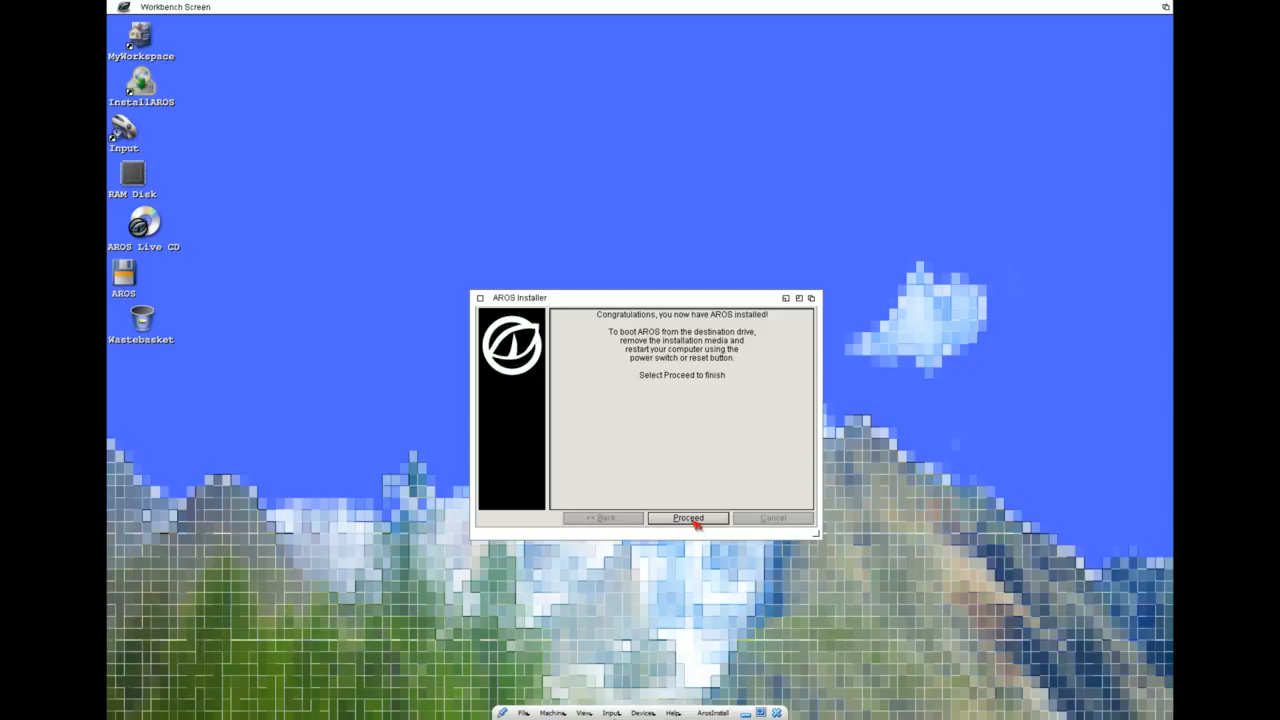 Workbench Screen
MyWorkspace
InstallAROS
Input
RAM Disk
AROS Live CD
AROS
Wastebasket
AROS Installer
Congratulations, you now have AROS installed!
To boot AROS from the destination drive,
remove the installation media and
restart your computer using the
power switch or reset button.
Select Proceed to finish
<< Back...
Proceed
Cancel
File Machine View Input Devices Help ArosInstall